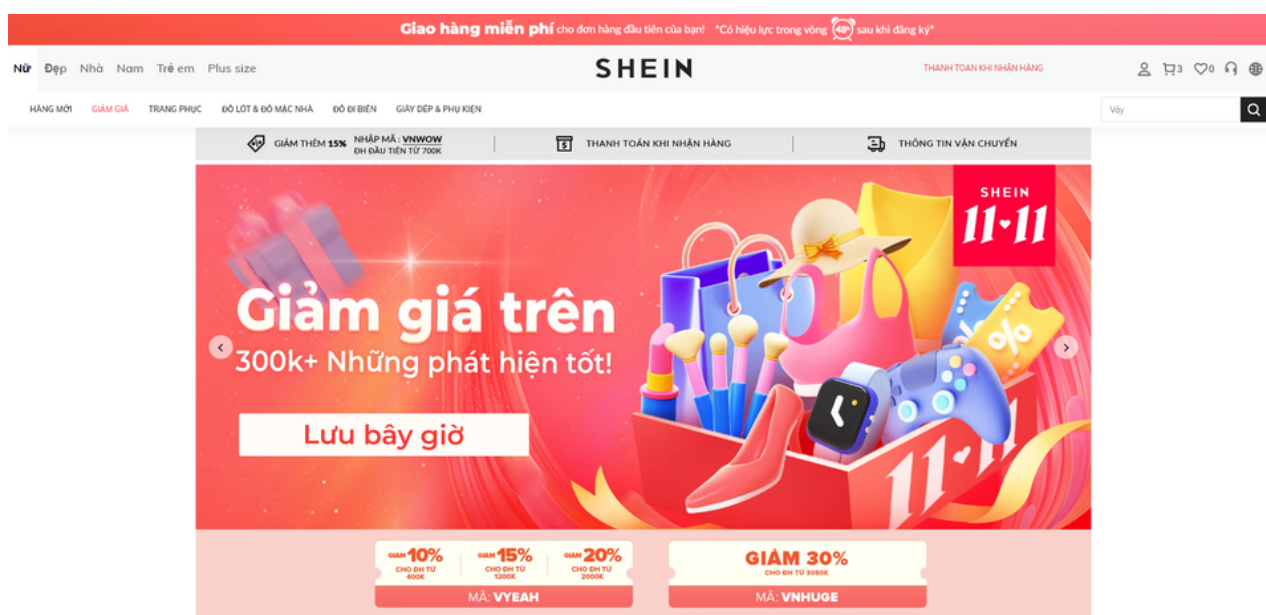 Giao hàng miễn phí cho đơn hàng đầu tiên của bạn! *Có hiệu lực trong vòng 48h sau khi đăng ký*
Nữ Đẹp Nhà Nam Trẻ em Plus size
SHEIN
THANH TOAN KHI NHẬN HÀNG
3 0
HÀNG MỚI GIẢM GIÁ TRANG PHỤC ĐỒ LÓT & ĐỒ MẶC NHÀ ĐỒ ĐI BIỂN GIÀY DÉP & PHỤ KIỆN
Váy
GIẢM THÊM 15% NHẬP MÃ : VNWOW
ĐH ĐẦU TIÊN TỪ 700K
THANH TOÁN KHI NHẬN HÀNG
THÔNG TIN VẬN CHUYỂN
SHEIN
11·11
Giảm giá trên
300k+ Những phát hiện tốt!
Lưu bây giờ
%
%
11·11
GIẢM 10%
CHO ĐH TỪ
400K
GIẢM 15%
CHO ĐH TỪ
1200K
GIẢM 20%
CHO ĐH TỪ
2000K
MÃ: VYEAH
GIẢM 30%
CHO ĐH TỪ 3050K
MÃ: VNHUGE